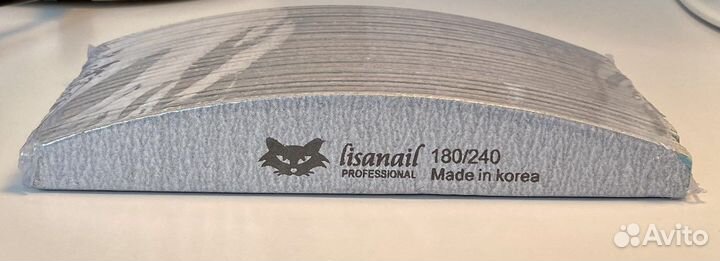 lisanail 180/240
PROFESSIONAL Made in korea
Avito